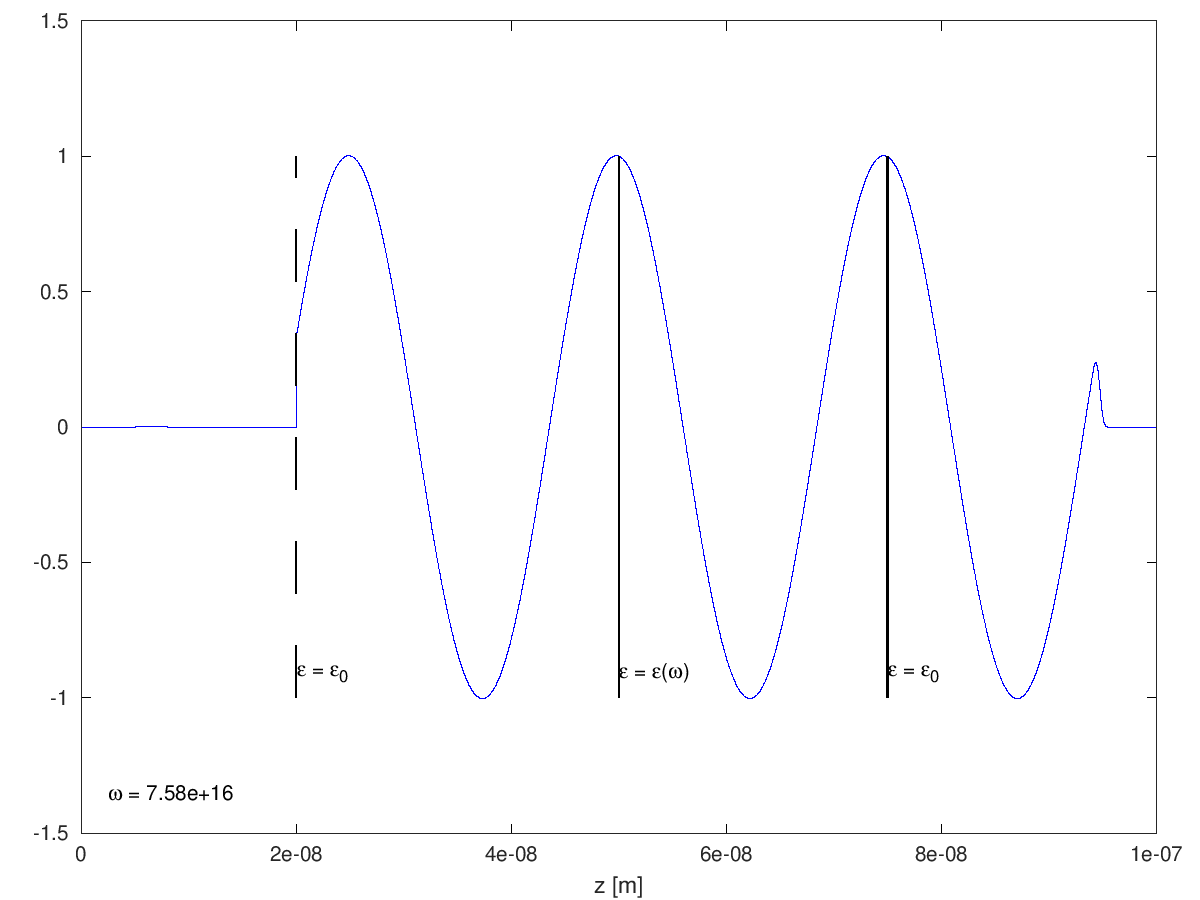 1.5
1
0.5
0
-0.5
-1
-1.5
ε = ε₀
ε = ε(ω)
ε = ε₀
ω = 7.58e+16
0
2e-08
4e-08
6e-08
8e-08
1e-07
z [m]